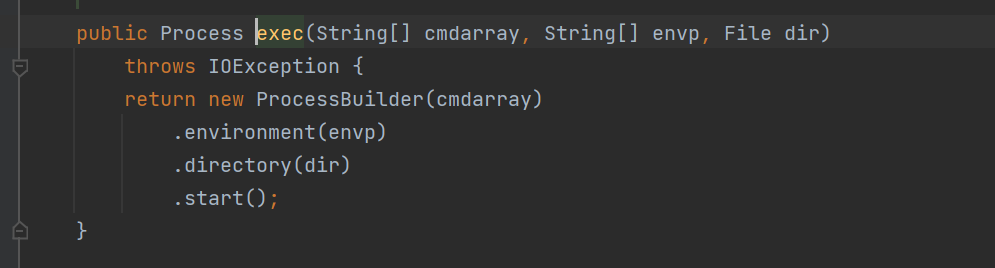 public Process exec(String[] cmdarray, String[] envp, File dir)
    throws IOException {
    return new ProcessBuilder(cmdarray)
        .environment(envp)
        .directory(dir)
        .start();
}